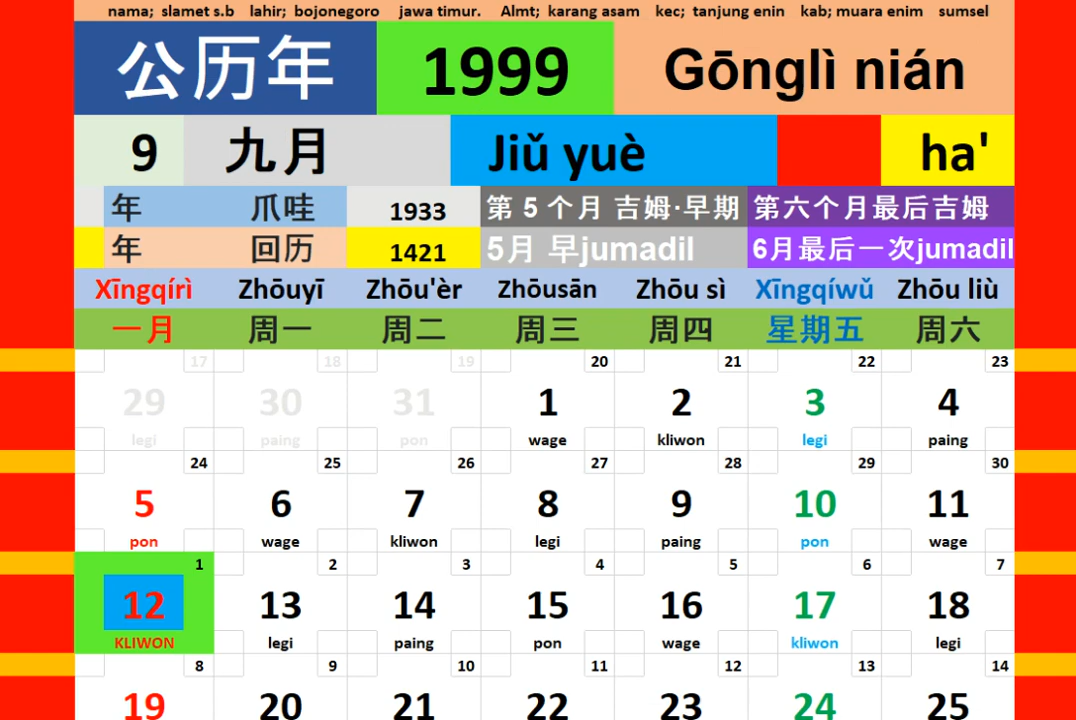 nama; slamet s.b lahir; bojonegoro jawa timur. Almt; karang asam kec; tanjung enin kab; muara enim sumsel
公历年 1999 Gōnglì nián
9 九月 Jiǔ yuè ha'
年 爪哇 1933 第 5 个月 吉姆·早期 第六个月最后吉姆
年 回历 1421 5月 早jumadil 6月最后一次jumadil
Xīngqírì Zhōuyī Zhōu'èr Zhōusān Zhōu sì Xīngqíwǔ Zhōu liù
一月 周一 周二 周三 周四 星期五 周六
17 18 19 20 21 22 23
29 30 31 1 2 3 4
legi paing pon wage kliwon legi paing
24 25 26 27 28 29 30
5 6 7 8 9 10 11
pon wage kliwon legi paing pon wage
1 2 3 4 5 6 7
12 13 14 15 16 17 18
KLIWON legi paing pon wage kliwon legi
8 9 10 11 12 13 14
19 20 21 22 23 24 25